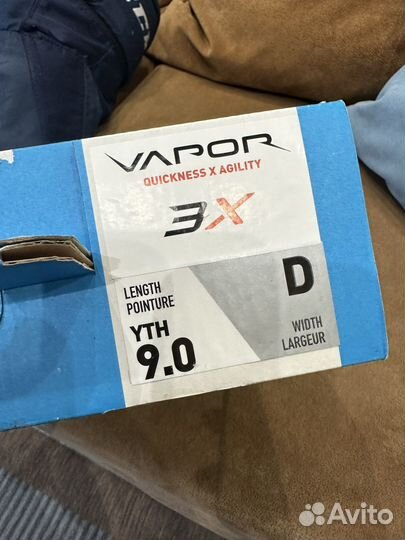 VAPOR
QUICKNESS X AGILITY
3X
LENGTH
POINTURE
YTH
9.0
D
WIDTH
LARGEUR
Avito